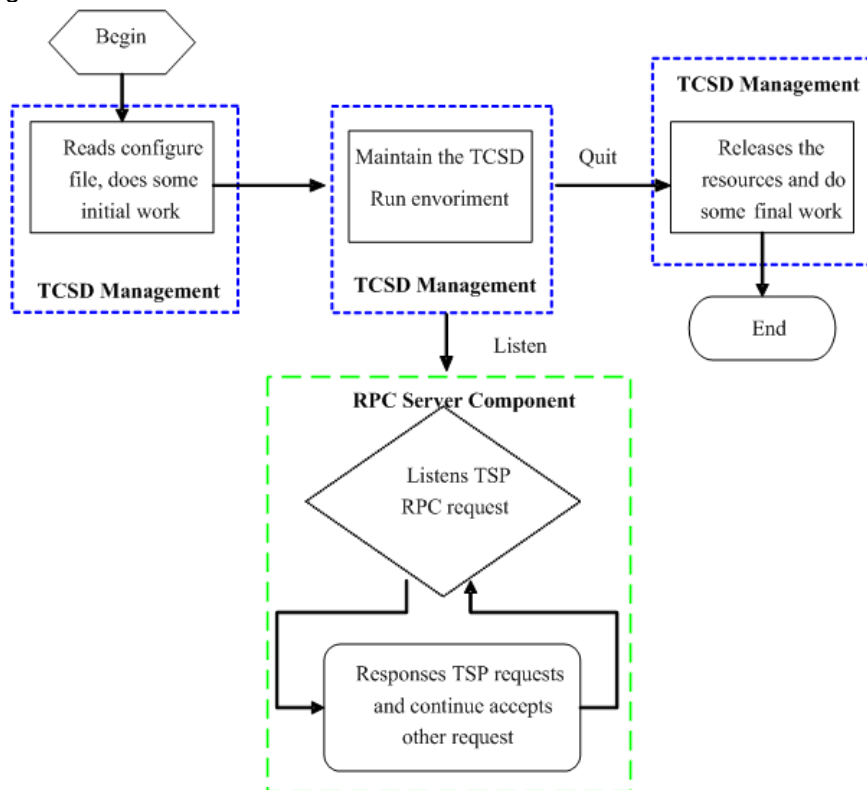 Begin
Reads configure
file, does some
initial work
TCSD Management
Maintain the TCSD
Run envoriment
TCSD Management
Quit
TCSD Management
Releases the
resources and do
some final work
End
Listen
RPC Server Component
Listens TSP
RPC request
Responses TSP requests
and continue accepts
other request